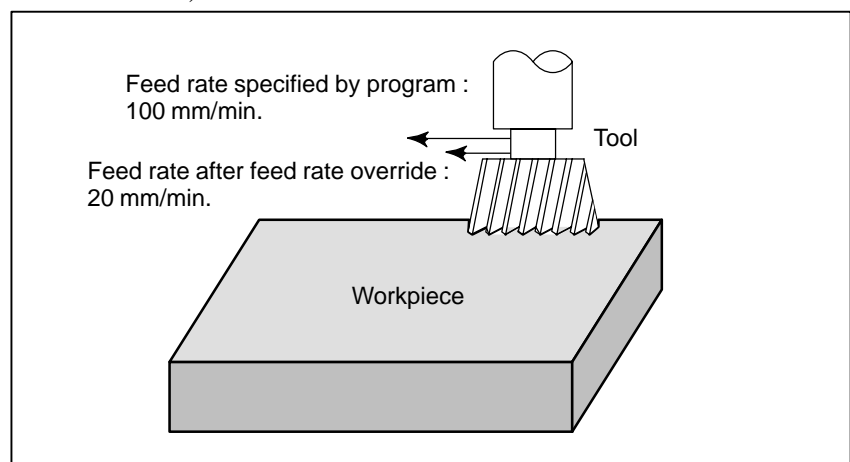 Feed rate specified by program :
100 mm/min.
Tool
Feed rate after feed rate override :
20 mm/min.
Workpiece